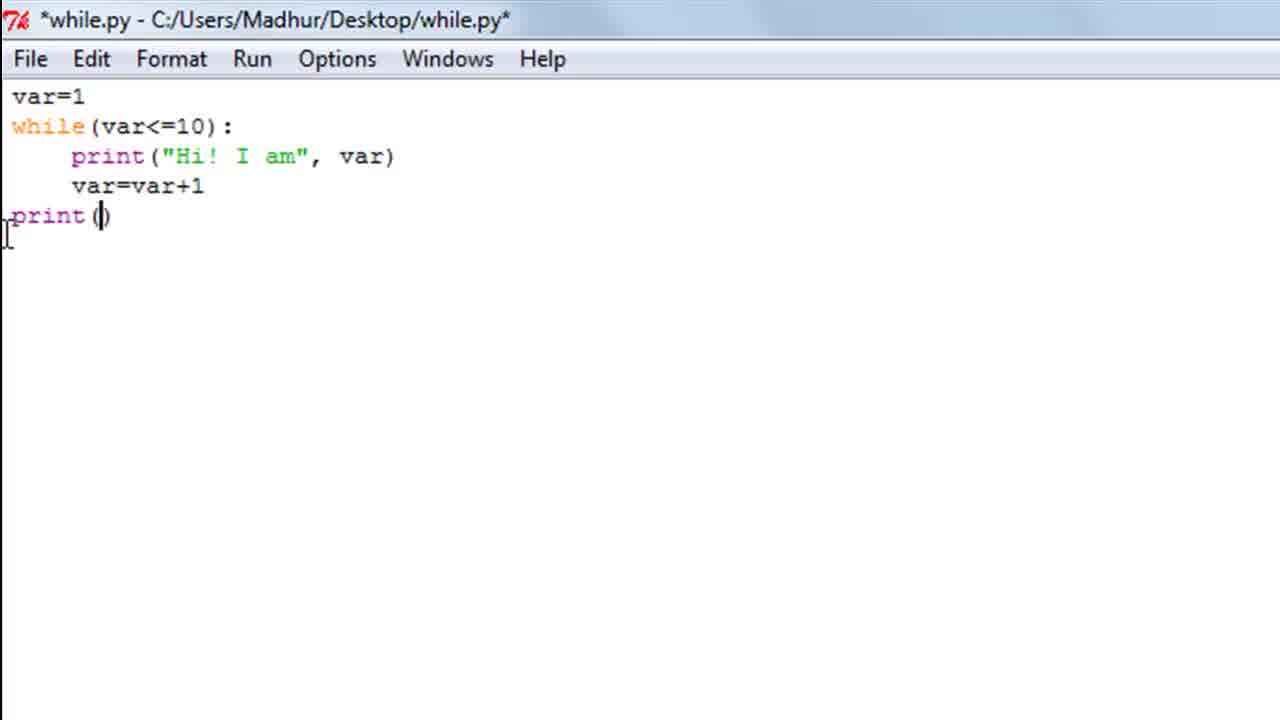 *while.py - C:/Users/Madhur/Desktop/while.py*
File Edit Format Run Options Windows Help
var=1
while(var<=10):
    print("Hi! I am", var)
    var=var+1
print()